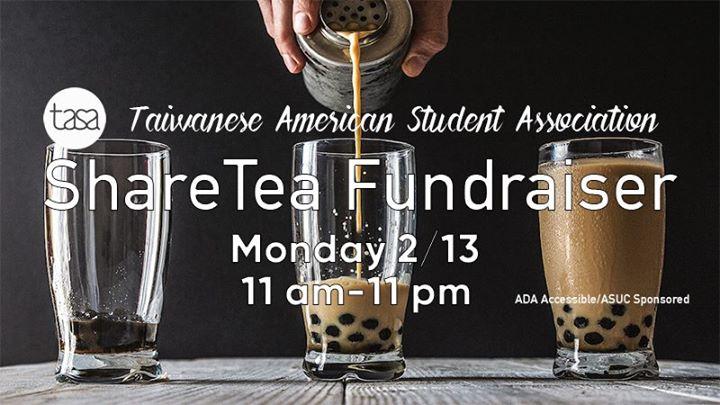 tasa
Taiwanese American Student Association
ShareTea Fundraiser
Monday 2/13
11 am-11 pm
ADA Accessible/ASUC Sponsored